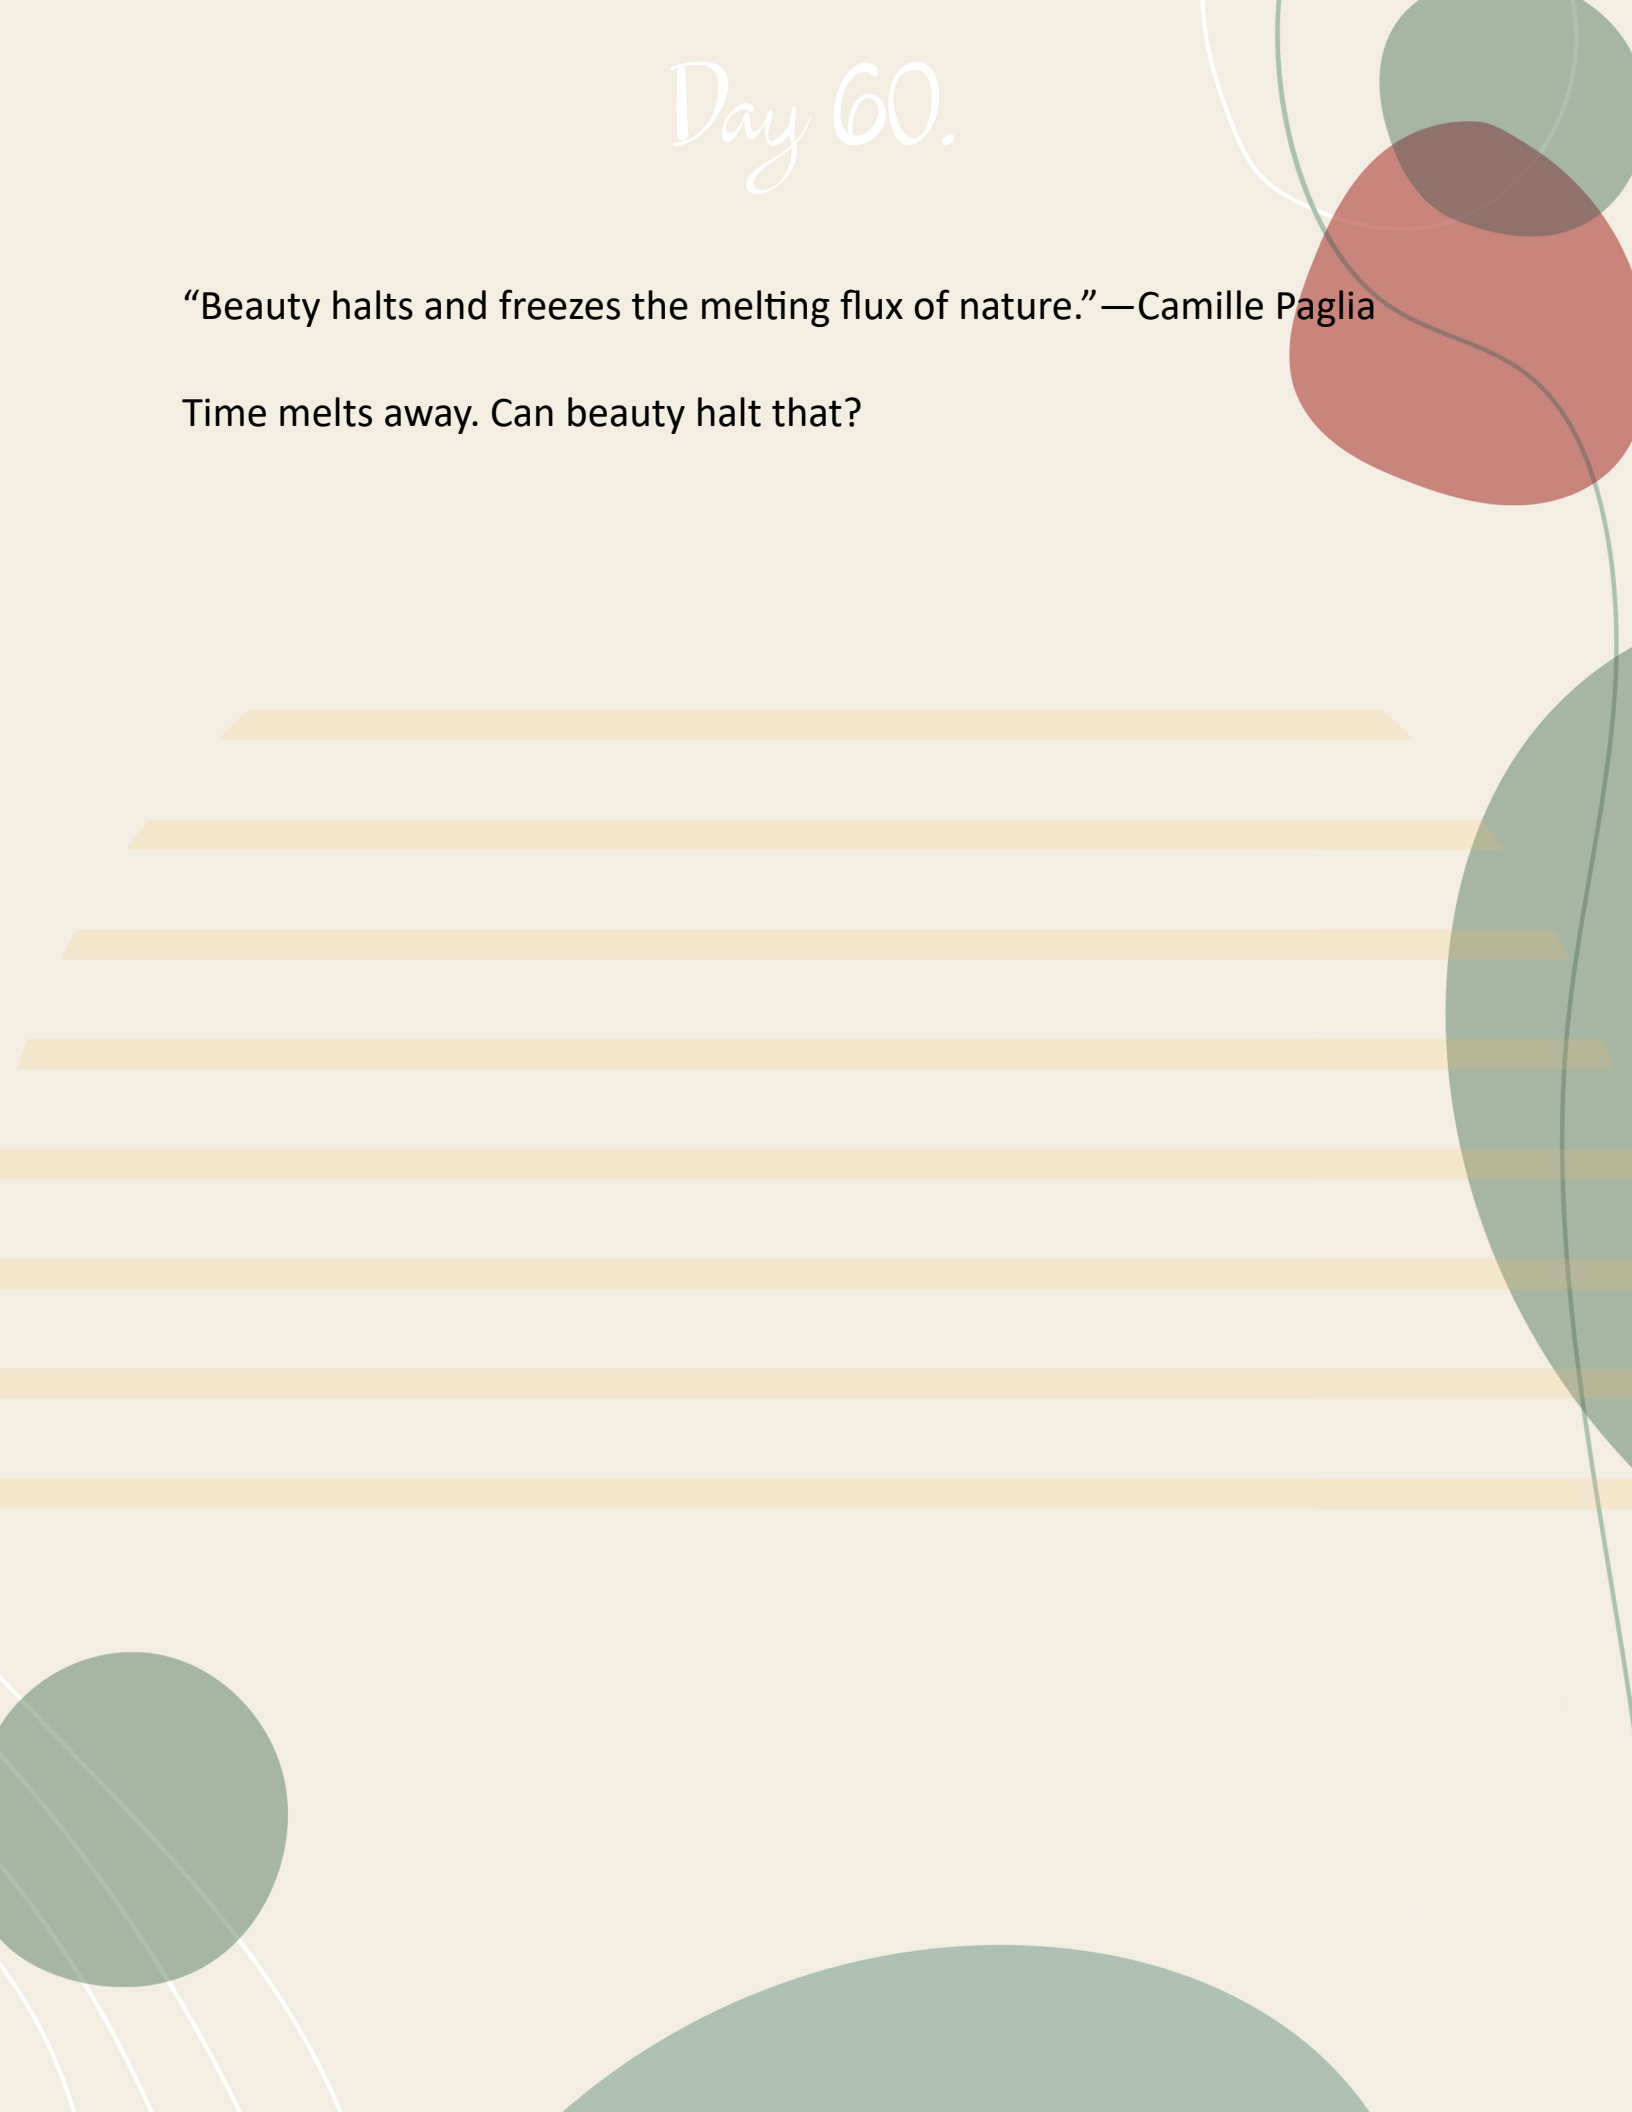 Day 60.
“Beauty halts and freezes the melting flux of nature.”—Camille Paglia
Time melts away. Can beauty halt that?